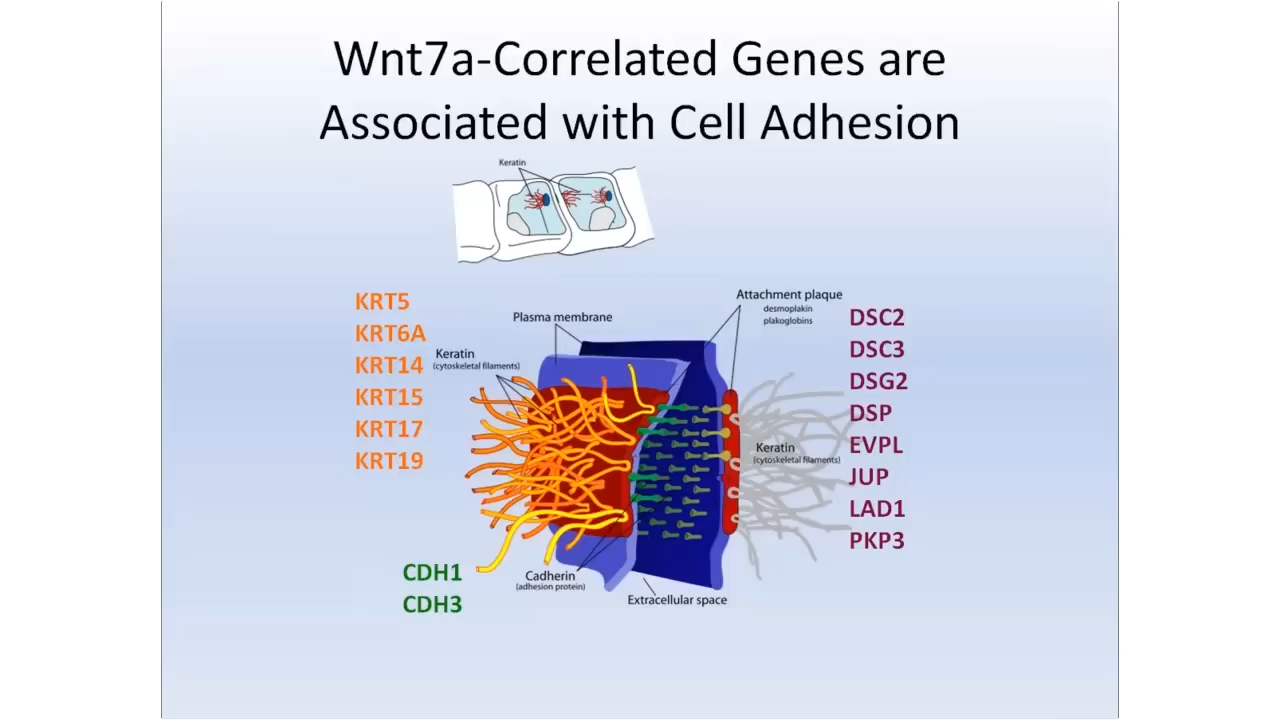 Wnt7a-Correlated Genes are
Associated with Cell Adhesion
Keratin
KRT5
KRT6A
KRT14
KRT15
KRT17
KRT19
Plasma membrane
Keratin
(cytoskeletal filaments)
Attachment plaque
desmoplakin
plakoglobins
DSC2
DSC3
DSG2
DSP
EVPL
JUP
LAD1
PKP3
Keratin
(cytoskeletal filaments)
CDH1
CDH3
Cadherin
(adhesion protein)
Extracellular space